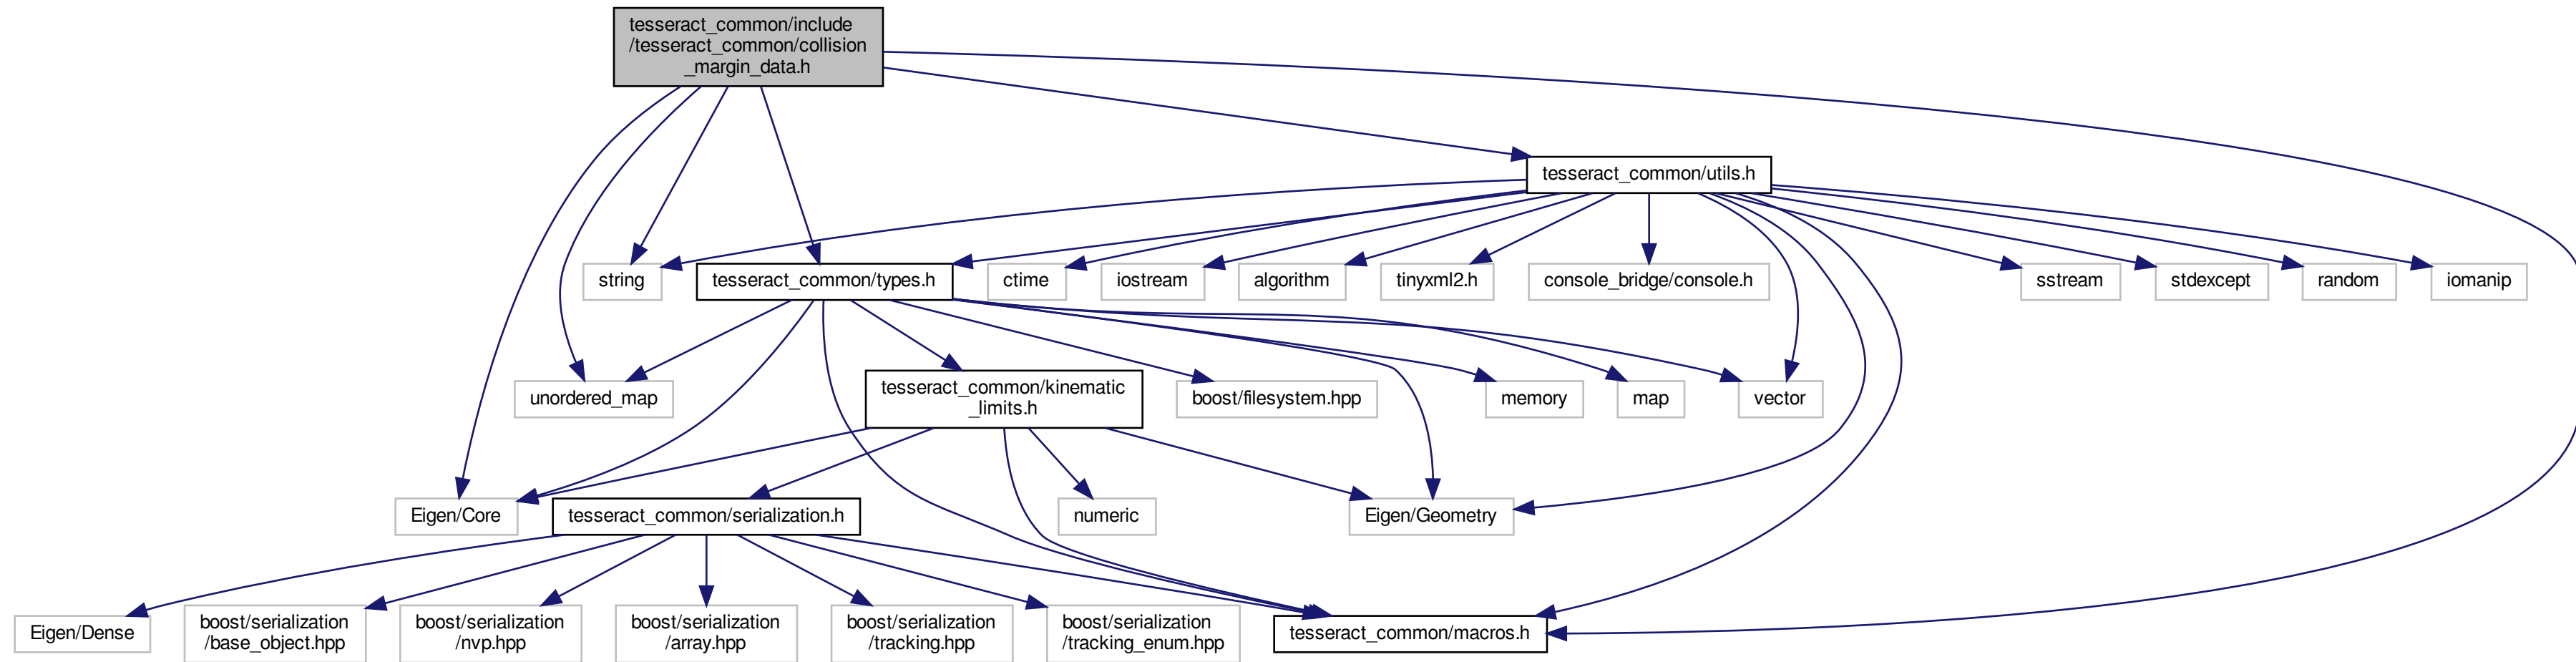 tesseract_common/include
/tesseract_common/collision
_margin_data.h
tesseract_common/utils.h
string
tesseract_common/types.h
ctime
iostream
algorithm
tinyxml2.h
console_bridge/console.h
sstream
stdexcept
random
iomanip
unordered_map
tesseract_common/kinematic
_limits.h
boost/filesystem.hpp
memory
map
vector
Eigen/Core
tesseract_common/serialization.h
numeric
Eigen/Geometry
Eigen/Dense
boost/serialization
/base_object.hpp
boost/serialization
/nvp.hpp
boost/serialization
/array.hpp
boost/serialization
/tracking.hpp
boost/serialization
/tracking_enum.hpp
tesseract_common/macros.h